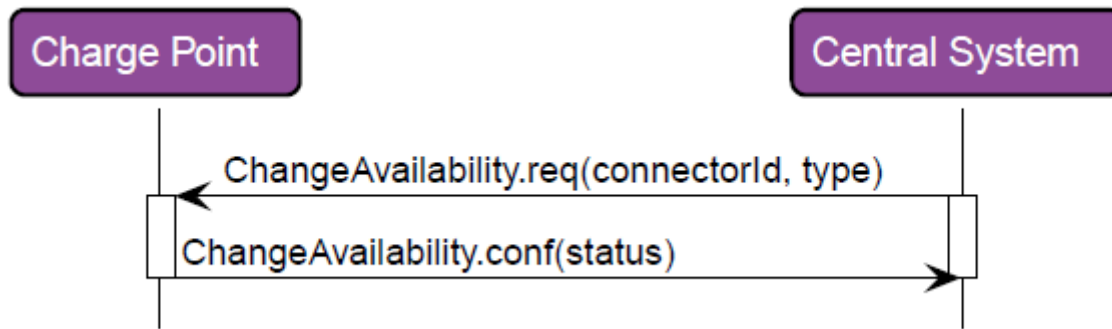 Charge Point
Central System
ChangeAvailability.req(connectorId, type)
ChangeAvailability.conf(status)